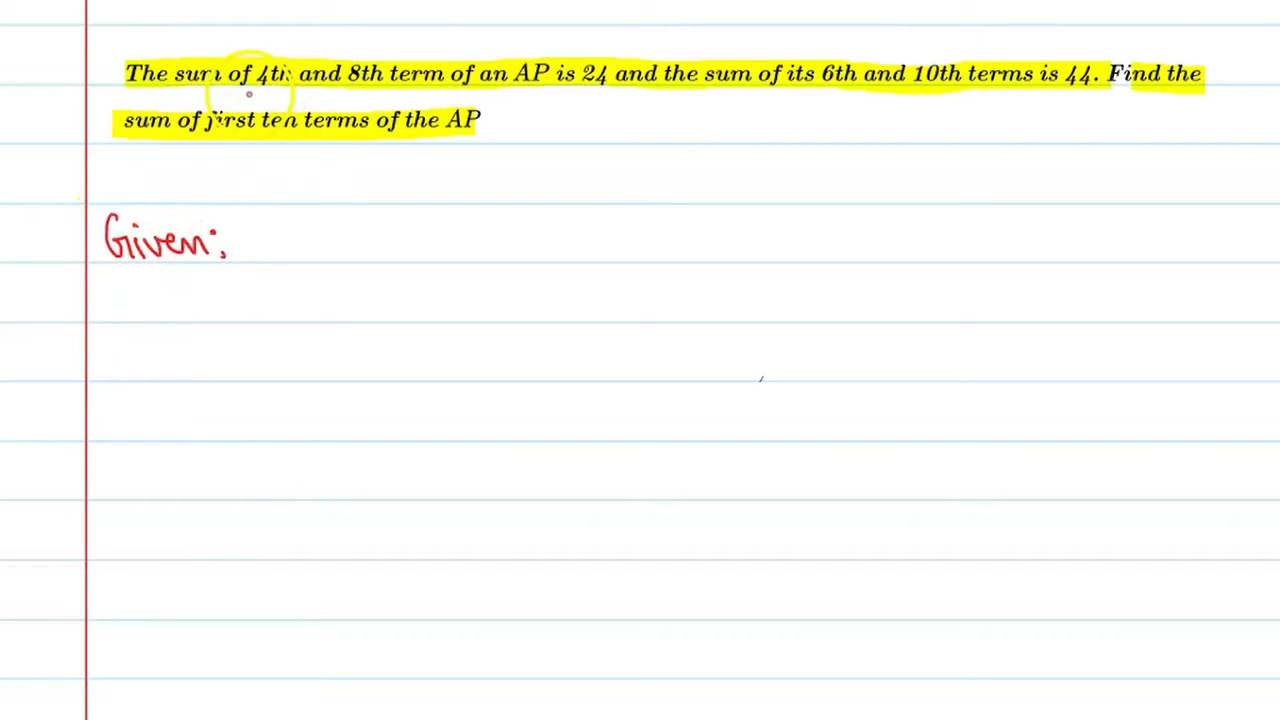 The sum of 4th and 8th term of an AP is 24 and the sum of its 6th and 10th terms is 44. Find the
sum of first ten terms of the AP
Given: